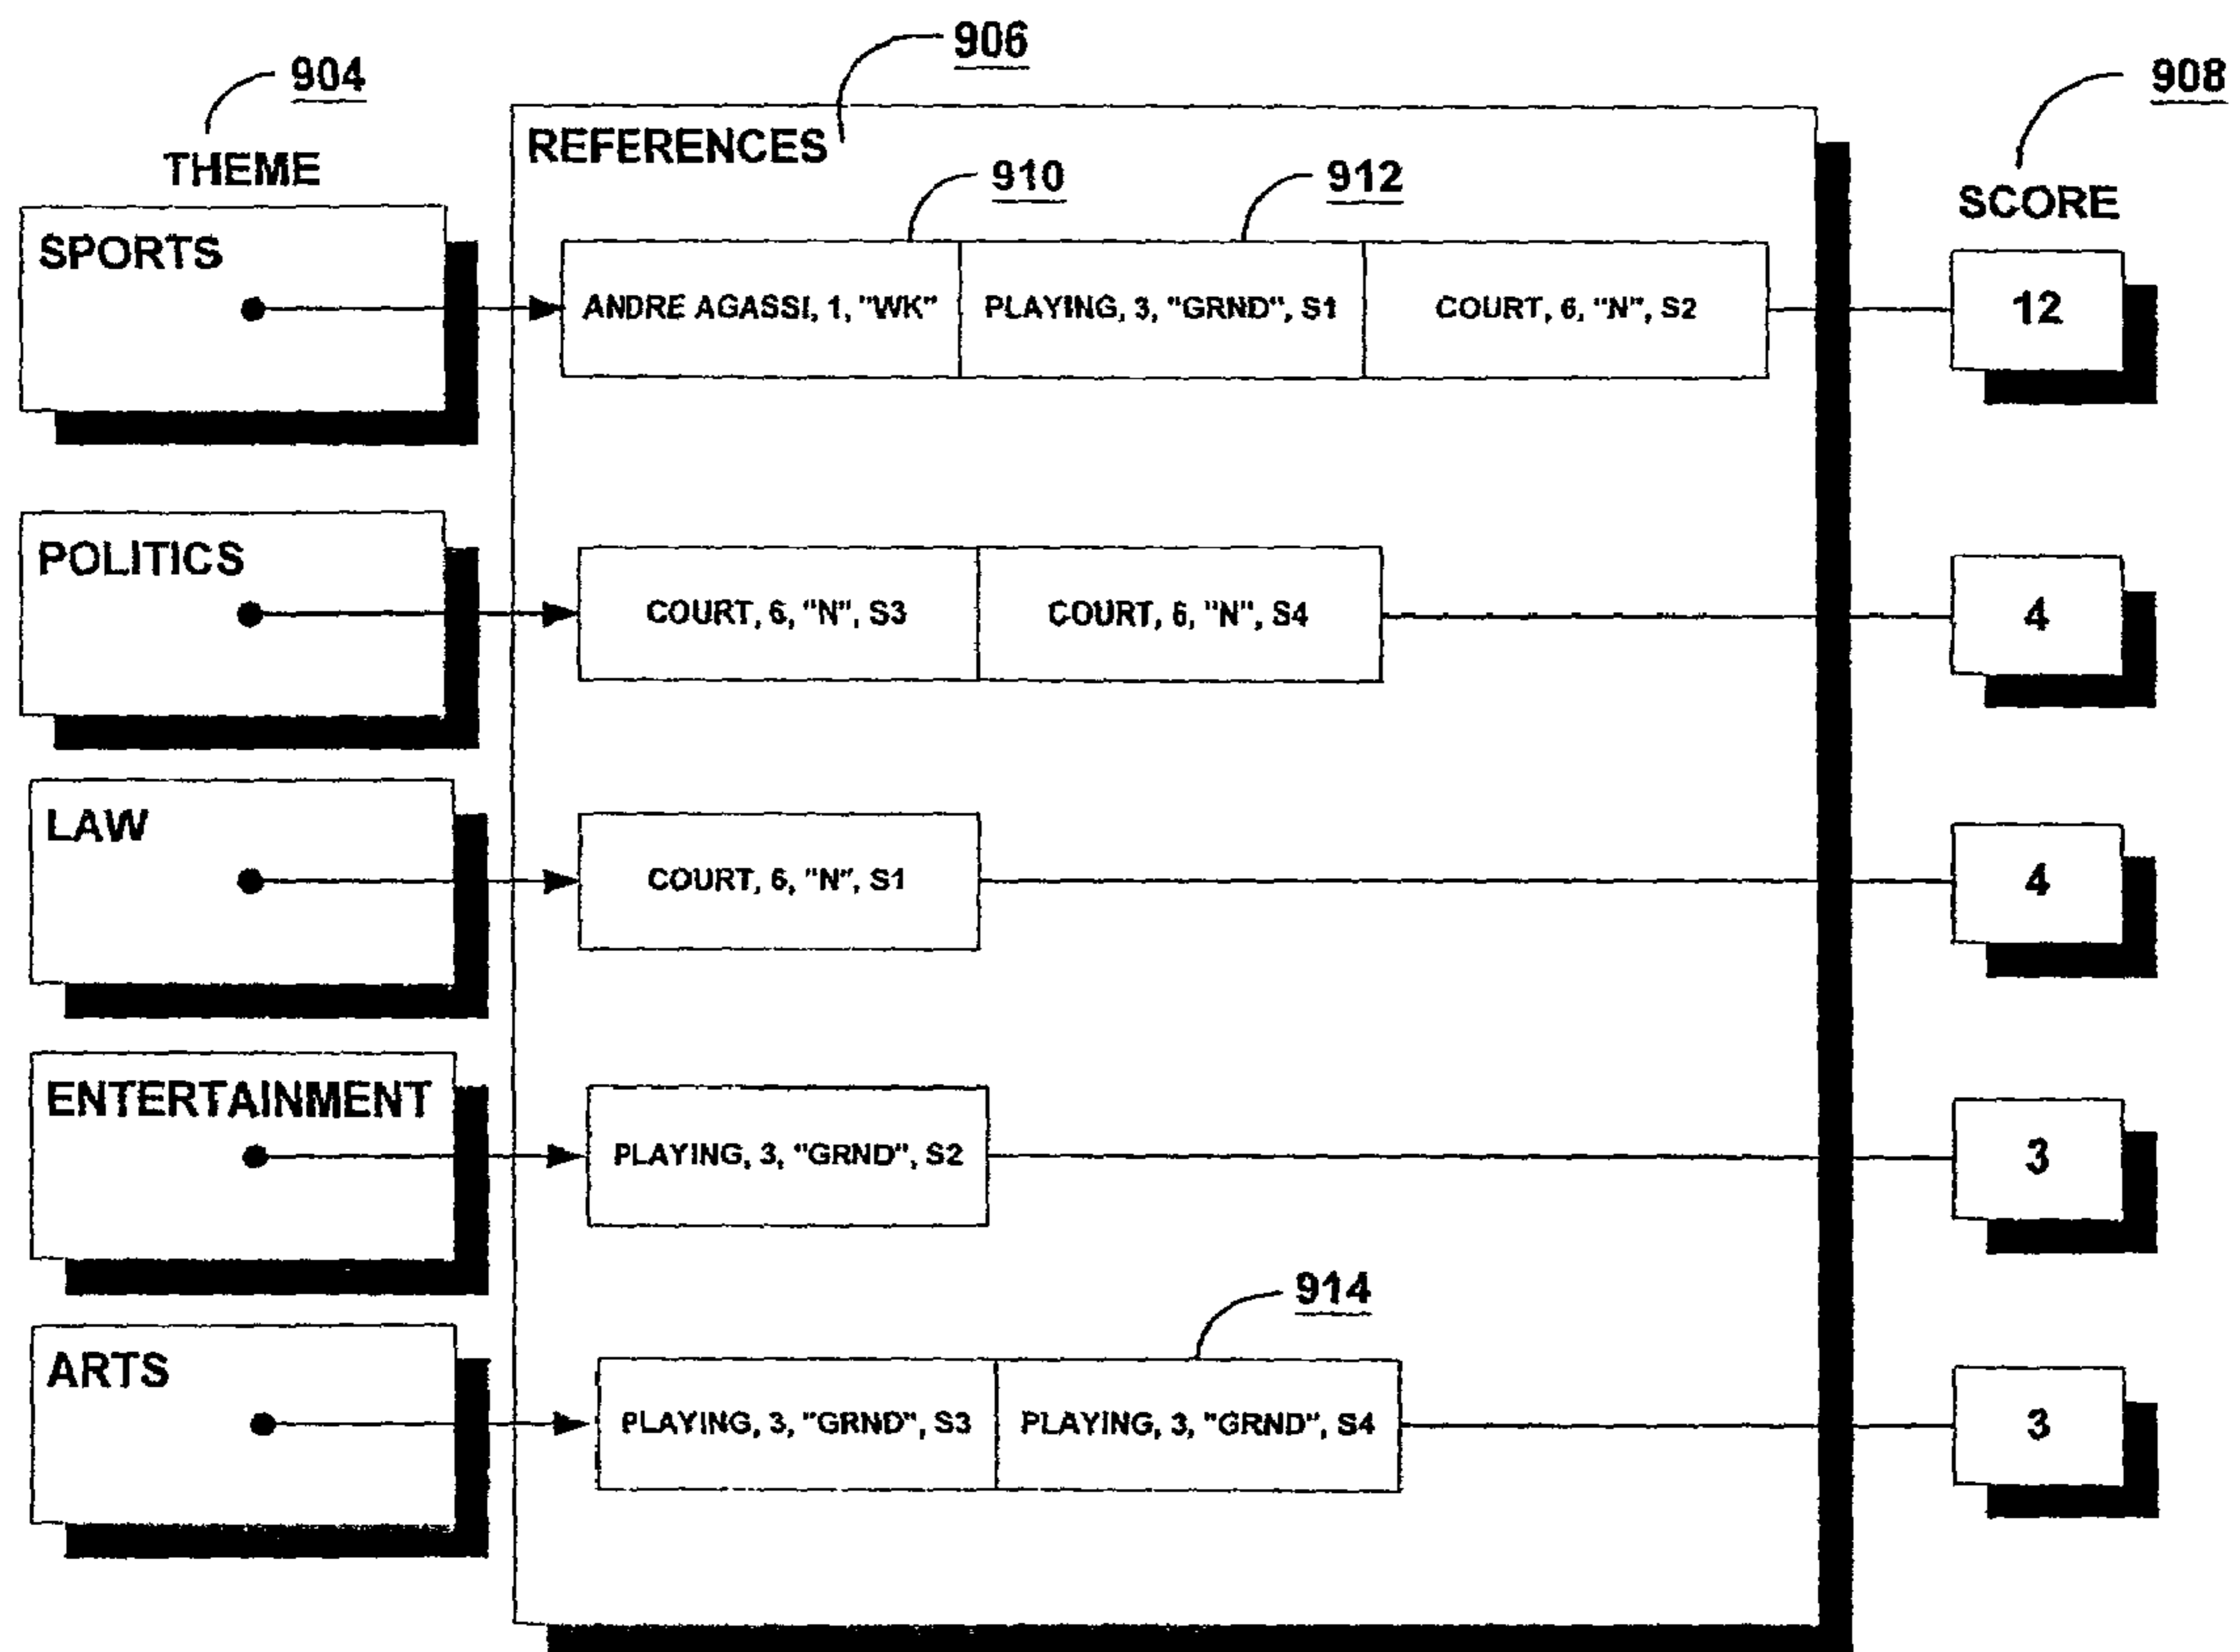 906
904
908
REFERENCES
THEME
910
912
SCORE
SPORTS
ANDRE AGASSI, 1, "WK"
PLAYING, 3, "GRND", S1
COURT, 6, "N", S2
12
POLITICS
COURT, 6, "N", S3
COURT, 6, "N", S4
4
LAW
COURT, 6, "N", S1
4
ENTERTAINMENT
PLAYING, 3, "GRND", S2
3
914
ARTS
PLAYING, 3, "GRND", S3
PLAYING, 3, "GRND", S4
3